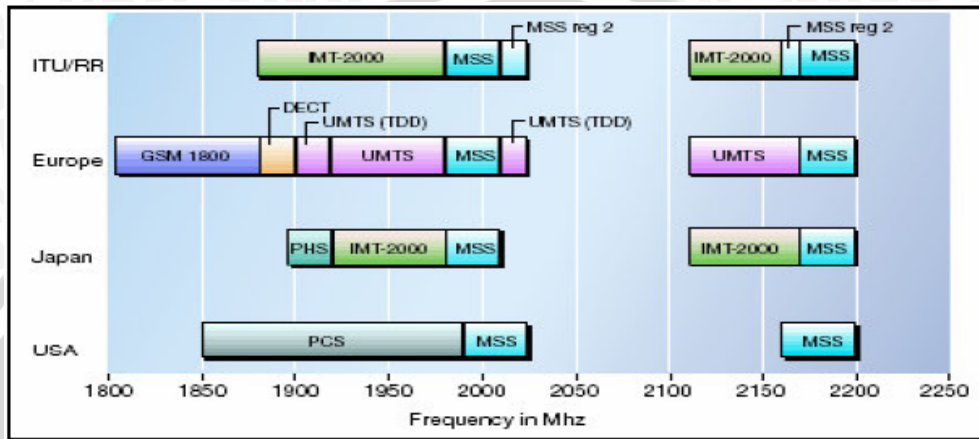 MSS reg 2
MSS reg 2
ITU/RR
IMT-2000
MSS
IMT-2000
MSS
DECT
UMTS (TDD)
UMTS (TDD)
Europe
GSM 1800
UMTS
MSS
UMTS
MSS
Japan
PHS
IMT-2000
MSS
IMT-2000
MSS
USA
PCS
MSS
MSS
1800 1850 1900 1950 2000 2050 2100 2150 2200 2250
Frequency in Mhz